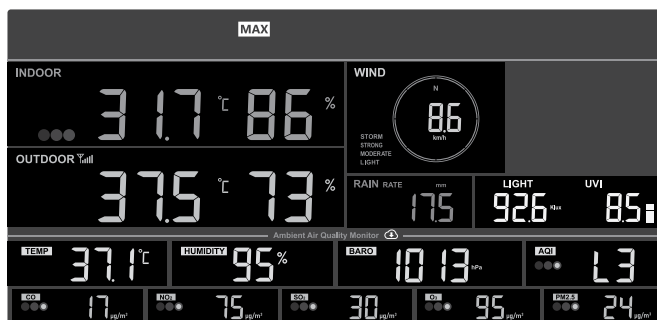 MAX
INDOOR
31.7 ℃ 86 %
OUTDOOR
37.5 ℃ 73 %
WIND
N
8.6
km/h
STORM
STRONG
MODERATE
LIGHT
RAIN RATE mm
17.5
LIGHT
92.6 Klux
UVI
8.5
Ambient Air Quality Monitor
TEMP 37.1 ℃
HUMIDITY 95 %
BARO 1013 hPa
AQI L3
CO 17 µg/m³
NO₂ 75 µg/m³
SO₂ 30 µg/m³
O₃ 95 µg/m³
PM2.5 24 µg/m³